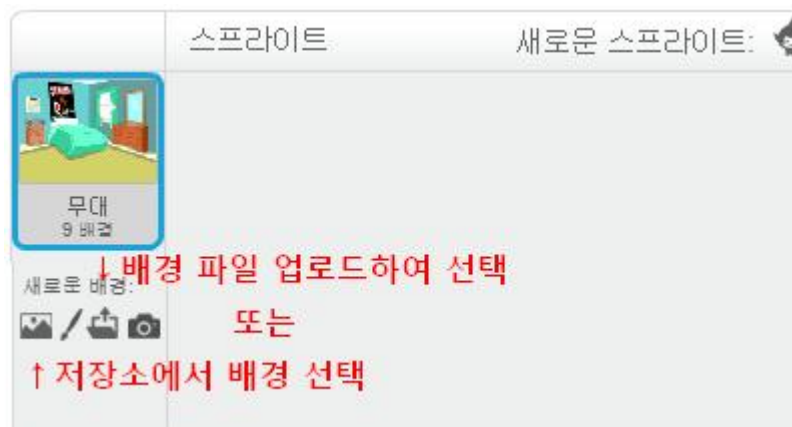 스프라이트 새로운 스프라이트:
무대
9 배경
↓배경 파일 업로드하여 선택
새로운 배경:
또는
↑저장소에서 배경 선택